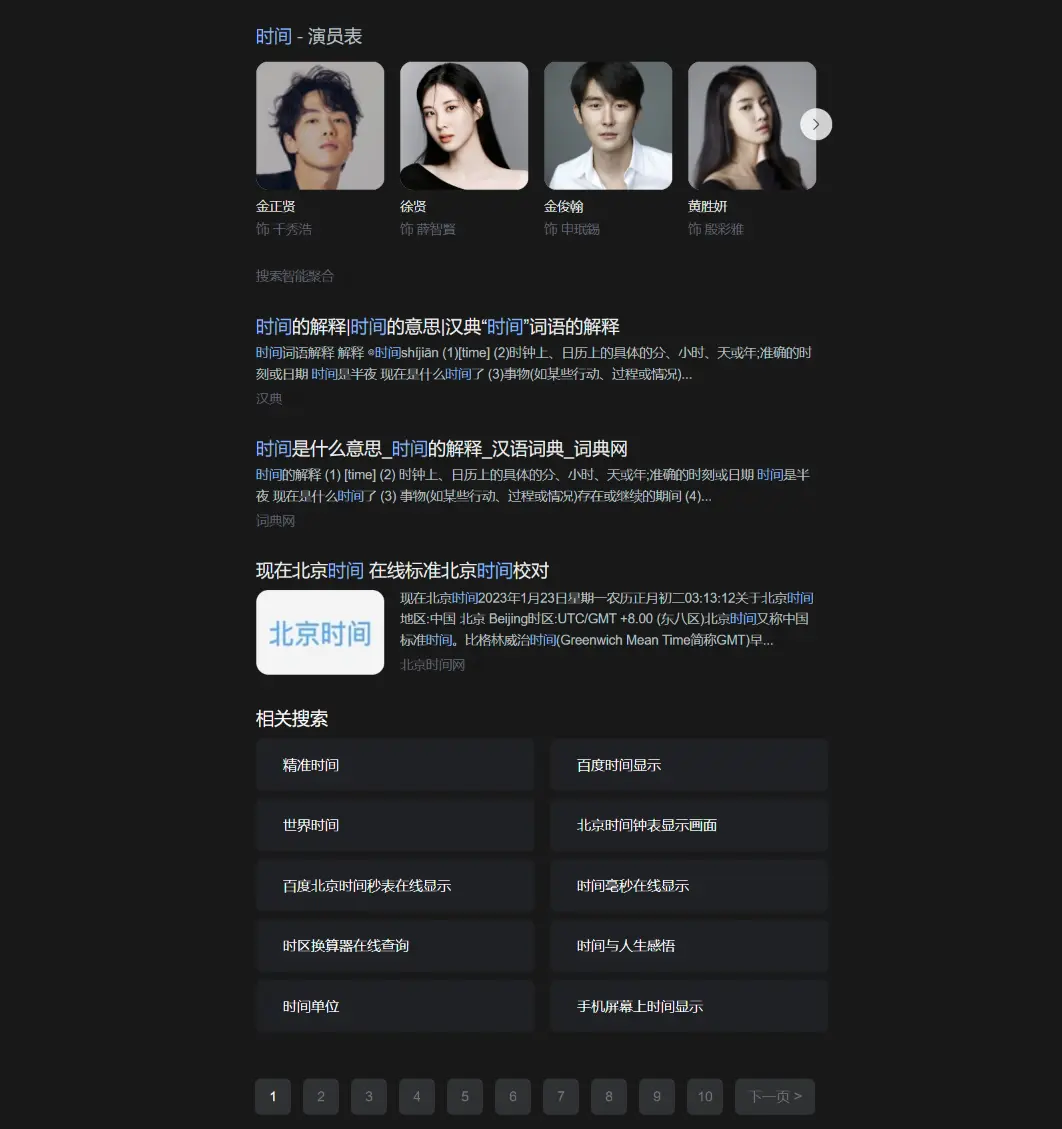 时间 - 演员表
金正贤 徐贤 金俊翰 黄胜妍
饰 千秀浩 饰 薛智賢 饰 申珉錫 饰 殷彩雅
搜索智能聚合
时间的解释|时间的意思|汉典“时间”词语的解释
时间词语解释 解释 ⊙时间shíjiān (1)[time] (2)时钟上、日历上的具体的分、小时、天或年;准确的时
刻或日期 时间是半夜 现在是什么时间了 (3)事物(如某些行动、过程或情况)...
汉典
时间是什么意思_时间的解释_汉语词典_词典网
时间的解释 (1) [time] (2) 时钟上、日历上的具体的分、小时、天或年;准确的时刻或日期 时间是半
夜 现在是什么时间了 (3) 事物(如某些行动、过程或情况)存在或继续的期间 (4)...
词典网
现在北京时间 在线标准北京时间校对
北京时间
现在北京时间2023年1月23日星期一农历正月初二03:13:12关于北京时间
地区:中国 北京 Beijing时区:UTC/GMT +8.00 (东八区)北京时间又称中国
标准时间。比格林威治时间(Greenwich Mean Time简称GMT)早...
北京时间网
相关搜索
精准时间 百度时间显示
世界时间 北京时间钟表显示画面
百度北京时间秒表在线显示 时间毫秒在线显示
时区换算器在线查询 时间与人生感悟
时间单位 手机屏幕上时间显示
1 2 3 4 5 6 7 8 9 10 下一页 >